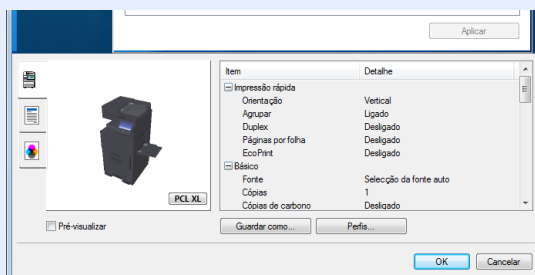 Aplicar
Item Detalhe
Impressão rápida
Orientação Vertical
Agrupar Ligado
Duplex Desligado
Páginas por folha Desligado
EcoPrint Desligado
Básico
Fonte Selecção da fonte auto
Cópias 1
Cópias de carbono Desligado
PCL XL
Pré-visualizar Guardar como... Perfis...
OK Cancelar